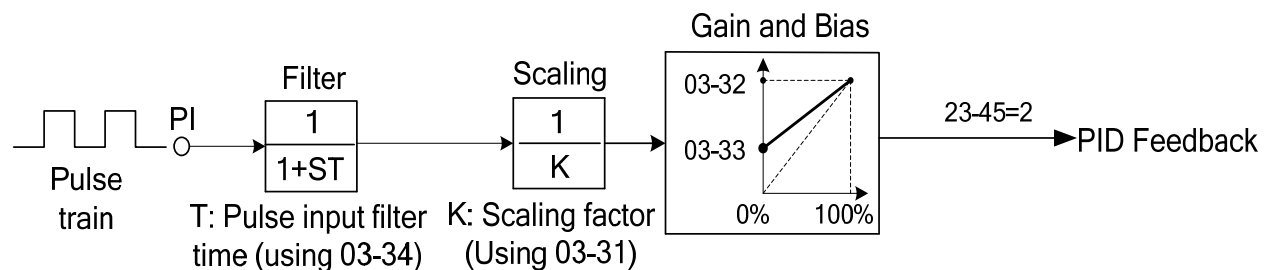 Gain and Bias
Filter
Scaling
PI
1
1+ST
1
K
03-32
03-33
0%
100%
23-45=2
PID Feedback
Pulse
train
T: Pulse input filter
time (using 03-34)
K: Scaling factor
(Using 03-31)